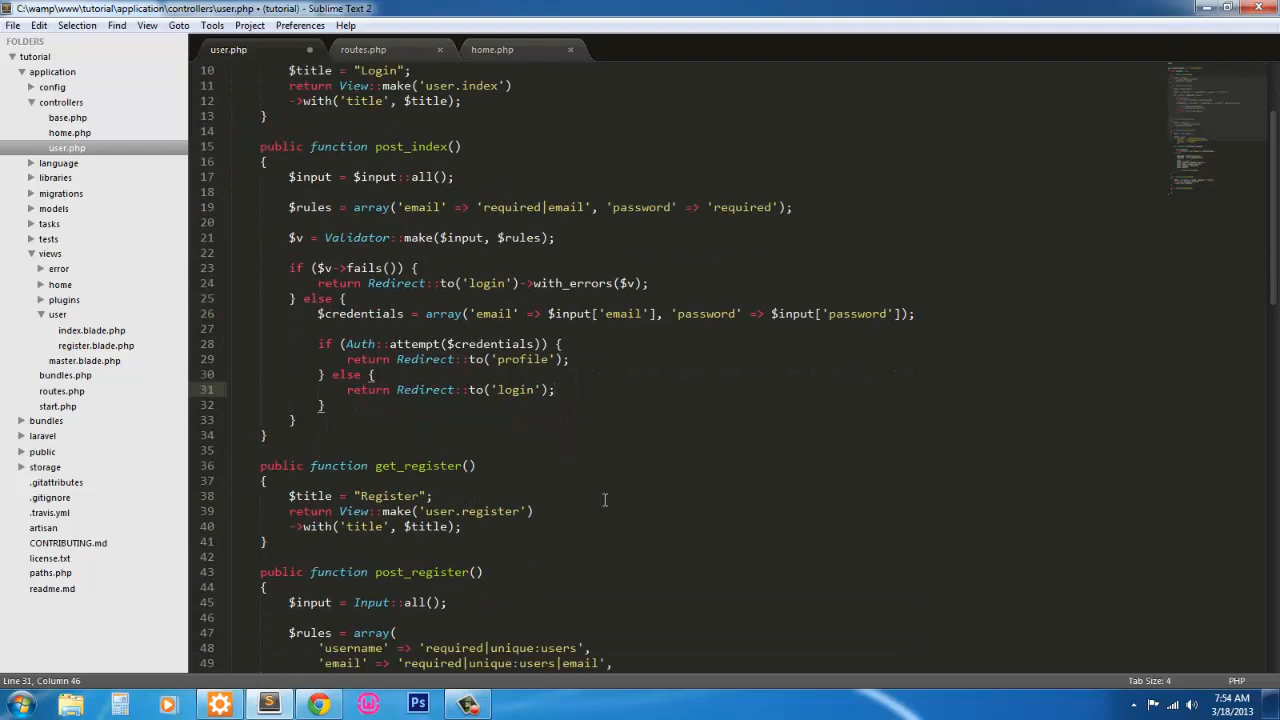 C:\wamp\www\tutorial\application\controllers\user.php • (tutorial) - Sublime Text 2
File Edit Selection Find View Goto Tools Project Preferences Help
FOLDERS
tutorial
application
config
controllers
base.php
home.php
user.php
language
libraries
migrations
models
tasks
tests
views
error
home
plugins
user
index.blade.php
register.blade.php
master.blade.php
bundles.php
routes.php
start.php
bundles
laravel
public
storage
.gitattributes
.gitignore
.travis.yml
artisan
CONTRIBUTING.md
license.txt
paths.php
readme.md
user.php routes.php home.php
10 $title = "Login";
11 return View::make('user.index')
12 ->with('title', $title);
13 }
14
15 public function post_index()
16 {
17 $input = $input::all();
18
19 $rules = array('email' => 'required|email', 'password' => 'required');
20
21 $v = Validator::make($input, $rules);
22
23 if ($v->fails()) {
24 return Redirect::to('login')->with_errors($v);
25 } else {
26 $credentials = array('email' => $input['email'], 'password' => $input['password']);
27
28 if (Auth::attempt($credentials)) {
29 return Redirect::to('profile');
30 } else {
31 return Redirect::to('login');
32 }
33 }
34 }
35
36 public function get_register()
37 {
38 $title = "Register";
39 return View::make('user.register')
40 ->with('title', $title);
41 }
42
43 public function post_register()
44 {
45 $input = Input::all();
46
47 $rules = array(
48 'username' => 'required|unique:users',
49 'email' => 'required|unique:users|email',
Line 31, Column 46 Tab Size: 4 PHP
S Ps
7:54 AM
3/18/2013